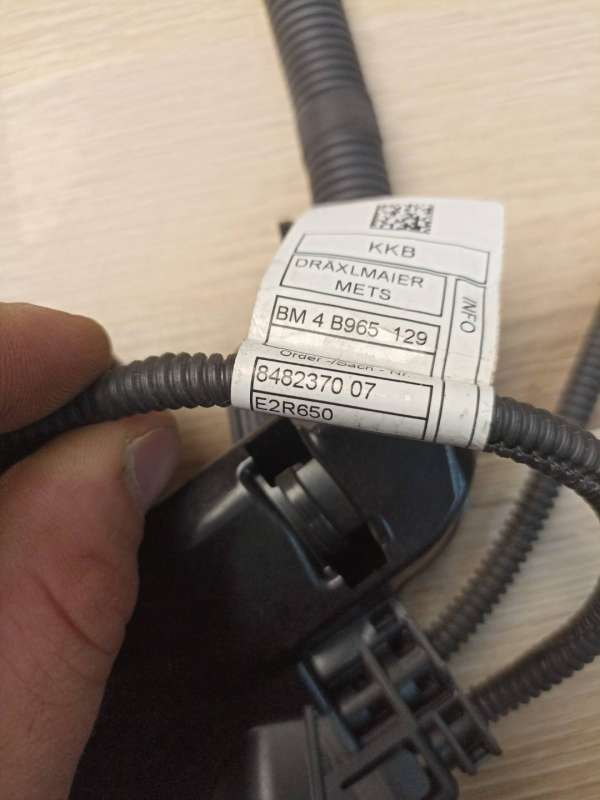 KKB
DRÄXLMAIER
METS
INFO
BM 4 B965 129
Order -/Sach - Nr.
8482370 07
E2R650